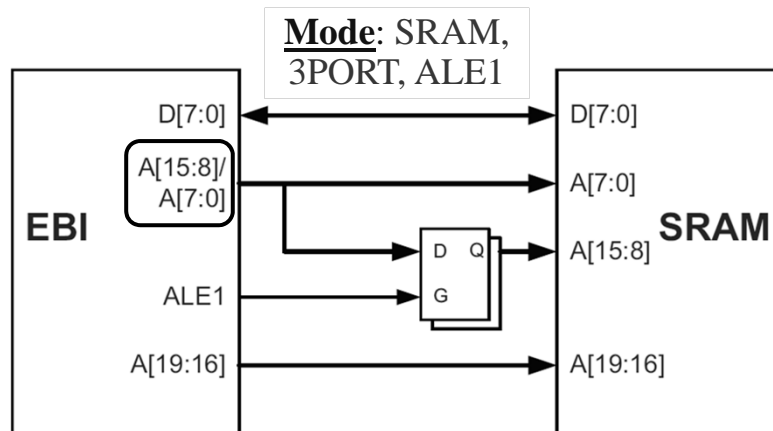 Mode: SRAM,
3PORT, ALE1
D[7:0]
D[7:0]
A[15:8]/
A[7:0]
A[7:0]
EBI
D Q
G
A[15:8]
SRAM
ALE1
A[19:16]
A[19:16]